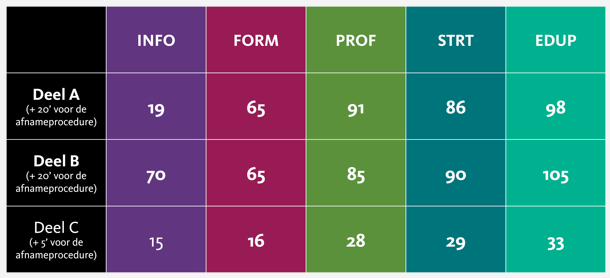 INFO FORM PROF STRT EDUP
Deel A
(+ 20' voor de
afnameprocedure)
19 65 91 86 98
Deel B
(+ 20' voor de
afnameprocedure)
70 65 85 90 105
Deel C
(+ 5' voor de
afnameprocedure)
15 16 28 29 33